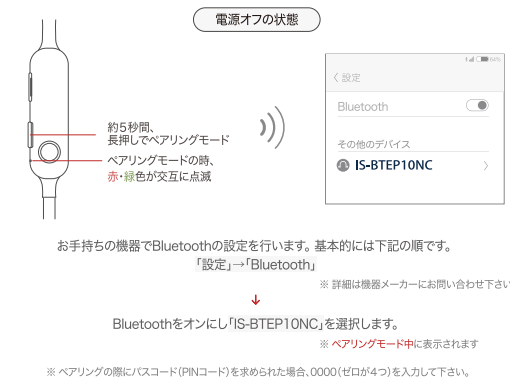 電源オフの状態
約5秒間、
長押しでペアリングモード
ペアリングモードの時、
赤・緑色が交互に点滅
64%
〈 設定
Bluetooth
その他のデバイス
IS-BTEP10NC
お手持ちの機器でBluetoothの設定を行います。基本的には下記の順です。
「設定」→「Bluetooth」
※ 詳細は機器メーカーにお問い合わせ下さい
Bluetoothをオンにし「IS-BTEP10NC」を選択します。
※ ペアリングモード中に表示されます
※ ペアリングの際にパスコード(PINコード)を求められた場合、0000(ゼロが4つ)を入力して下さい。